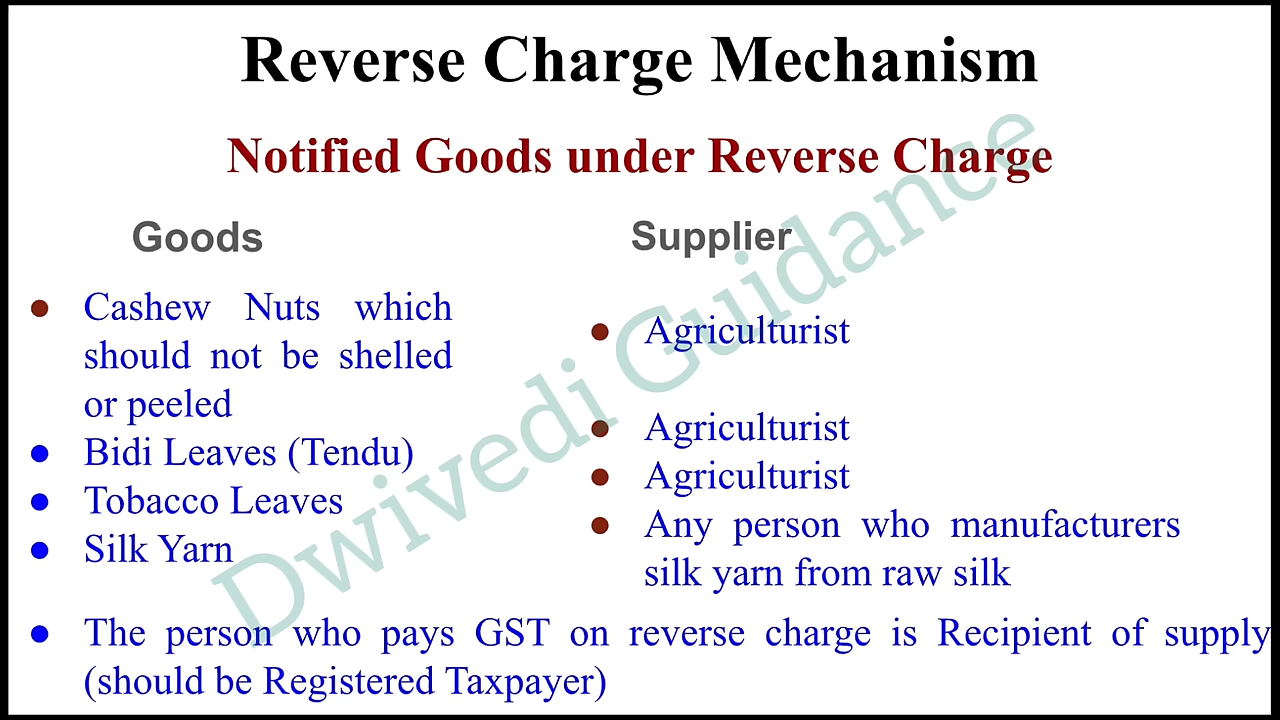 Reverse Charge Mechanism
Notified Goods under Reverse Charge
Goods
Cashew Nuts which
should not be shelled
or peeled
Bidi Leaves (Tendu)
Tobacco Leaves
Silk Yarn
Supplier
Agriculturist
Agriculturist
Agriculturist
Any person who manufacturers
silk yarn from raw silk
The person who pays GST on reverse charge is Recipient of supply
(should be Registered Taxpayer)
Dwivedi Guidance